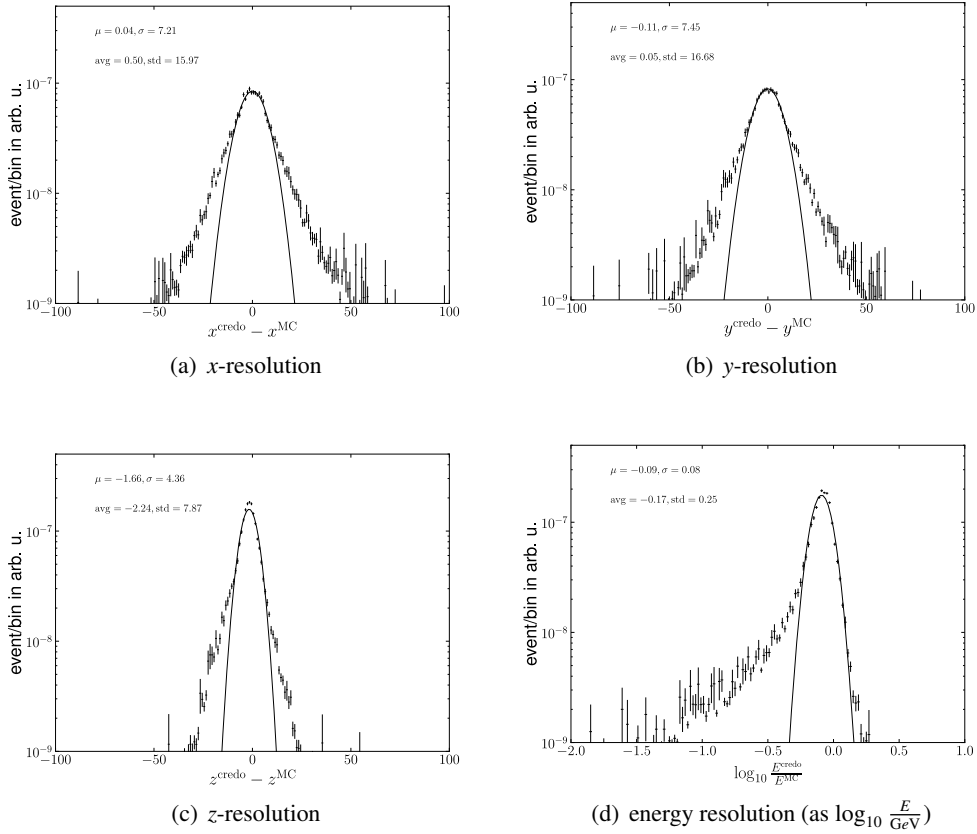 μ = 0.04, σ = 7.21
avg = 0.50, std = 15.97
event/bin in arb. u.
10⁻⁷
10⁻⁸
10⁻⁹
−100 −50 0 50 100
x^credo − x^MC
(a) x-resolution
μ = −0.11, σ = 7.45
avg = 0.05, std = 16.68
event/bin in arb. u.
10⁻⁷
10⁻⁸
10⁻⁹
−100 −50 0 50 100
y^credo − y^MC
(b) y-resolution
μ = −1.66, σ = 4.36
avg = −2.24, std = 7.87
event/bin in arb. u.
10⁻⁷
10⁻⁸
10⁻⁹
−100 −50 0 50 100
z^credo − z^MC
(c) z-resolution
μ = −0.09, σ = 0.08
avg = −0.17, std = 0.25
event/bin in arb. u.
10⁻⁷
10⁻⁸
10⁻⁹
−2.0 −1.5 −1.0 −0.5 0.0 0.5 1.0
log₁₀ E^credo/E^MC
(d) energy resolution (as log₁₀ E/GeV)